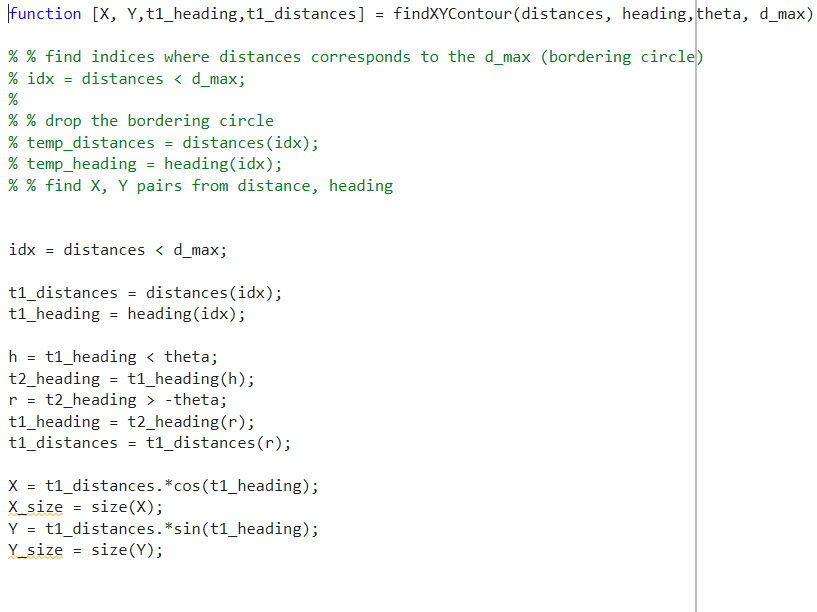 function [X, Y,t1_heading,t1_distances] = findXYContour(distances, heading,theta, d_max)
% % find indices where distances corresponds to the d_max (bordering circle)
% idx = distances < d_max;
%
% % drop the bordering circle
% temp_distances = distances(idx);
% temp_heading = heading(idx);
% % find X, Y pairs from distance, heading
idx = distances < d_max;
t1_distances = distances(idx);
t1_heading = heading(idx);
h = t1_heading < theta;
t2_heading = t1_heading(h);
r = t2_heading > -theta;
t1_heading = t2_heading(r);
t1_distances = t1_distances(r);
X = t1_distances.*cos(t1_heading);
X_size = size(X);
Y = t1_distances.*sin(t1_heading);
Y_size = size(Y);